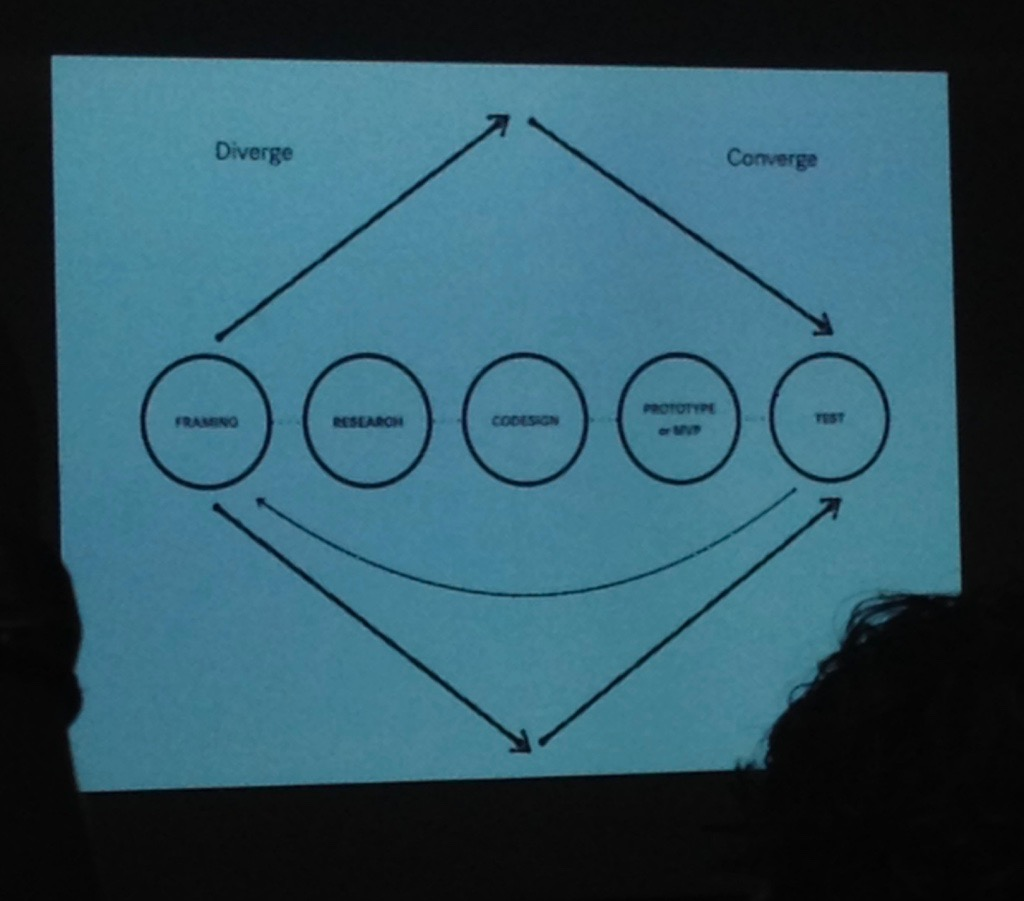 Diverge
Converge
FRAMING
RESEARCH
CODESIGN
PROTOTYPE
or MVP
TEST